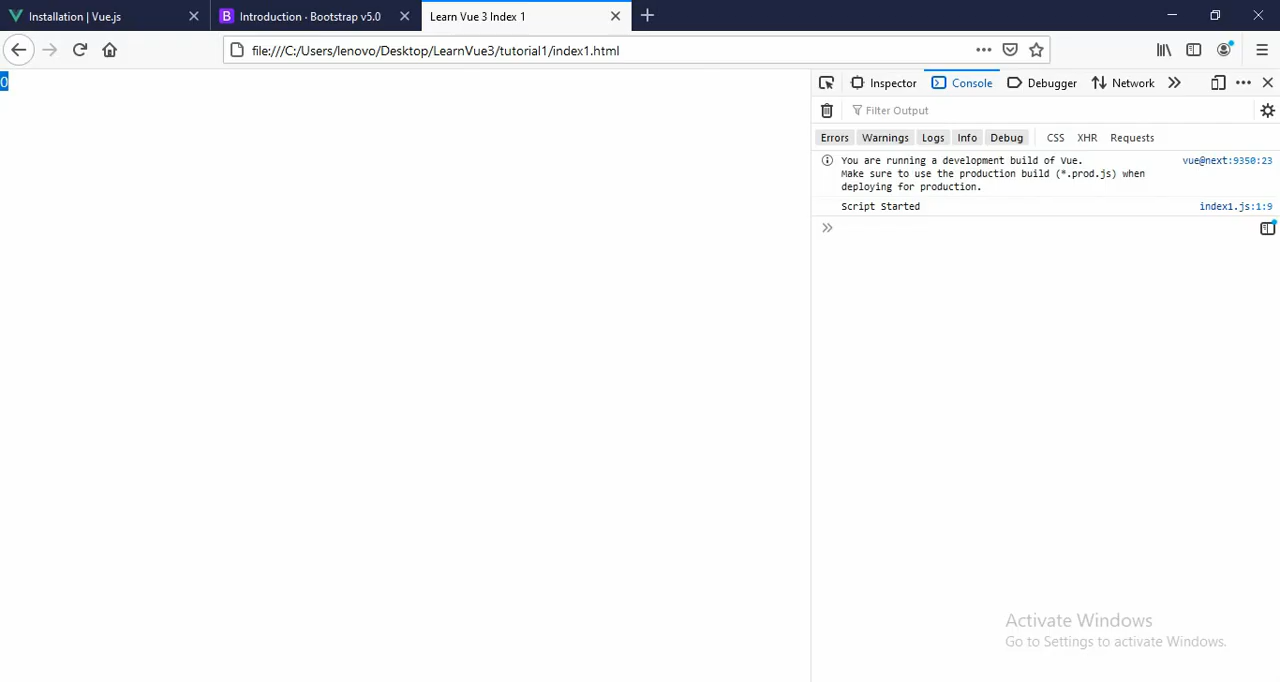 Installation | Vue.js
B Introduction · Bootstrap v5.0
Learn Vue 3 Index 1
file:///C:/Users/lenovo/Desktop/LearnVue3/tutorial1/index1.html
0
Inspector Console Debugger Network
Filter Output
Errors Warnings Logs Info Debug CSS XHR Requests
You are running a development build of Vue. vue@next:9350:23
Make sure to use the production build (*.prod.js) when
deploying for production.
Script Started index1.js:1:9
Activate Windows
Go to Settings to activate Windows.